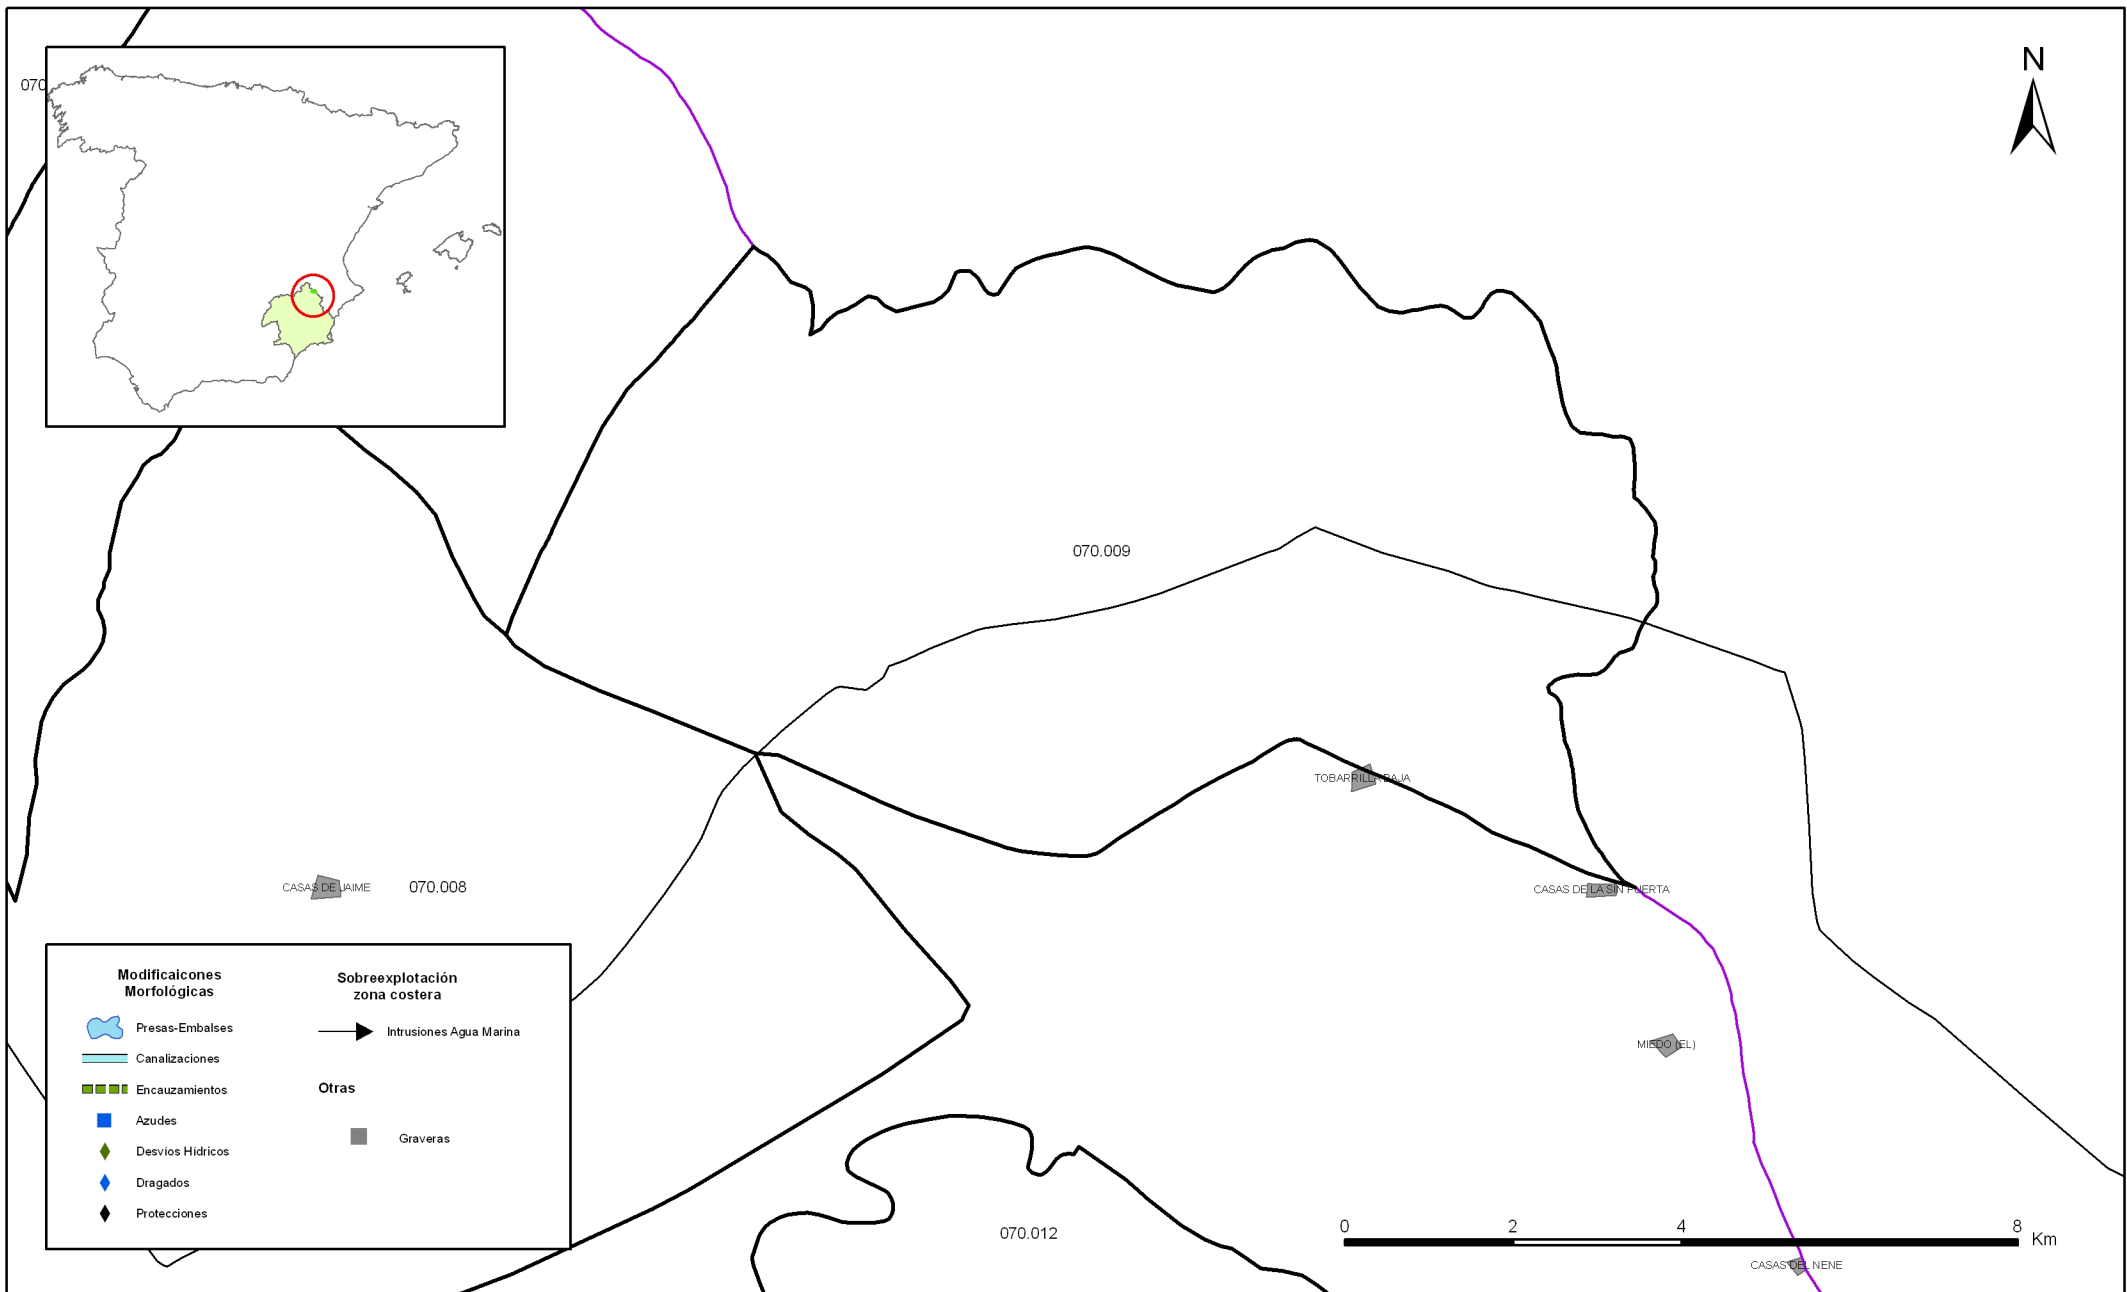 N
070
070.009
TOBARRILLA BAJA
CASAS DE JAIME
070.008
CASAS DE LA SIN PUERTA
MIEDO (EL)
Modificaicones
Morfológicas
Presas-Embalses
Canalizaciones
Encauzamientos
Azudes
Desvios Hídricos
Dragados
Protecciones
Sobreexplotación
zona costera
Intrusiones Agua Marina
Otras
Graveras
070.012
0 2 4 8
Km
CASAS DEL NENE